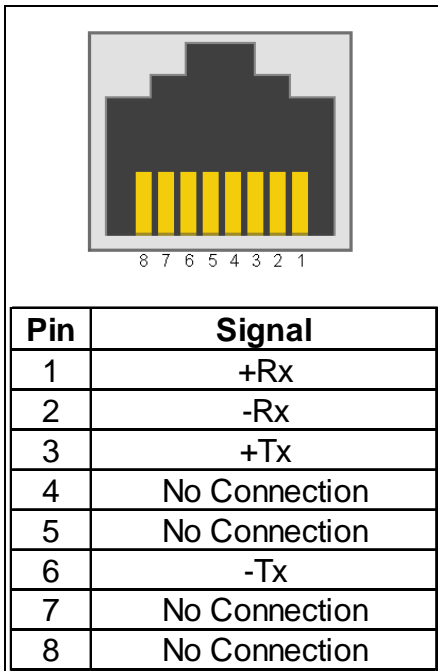 8 7 6 5 4 3 2 1
Pin Signal
1 +Rx
2 -Rx
3 +Tx
4 No Connection
5 No Connection
6 -Tx
7 No Connection
8 No Connection